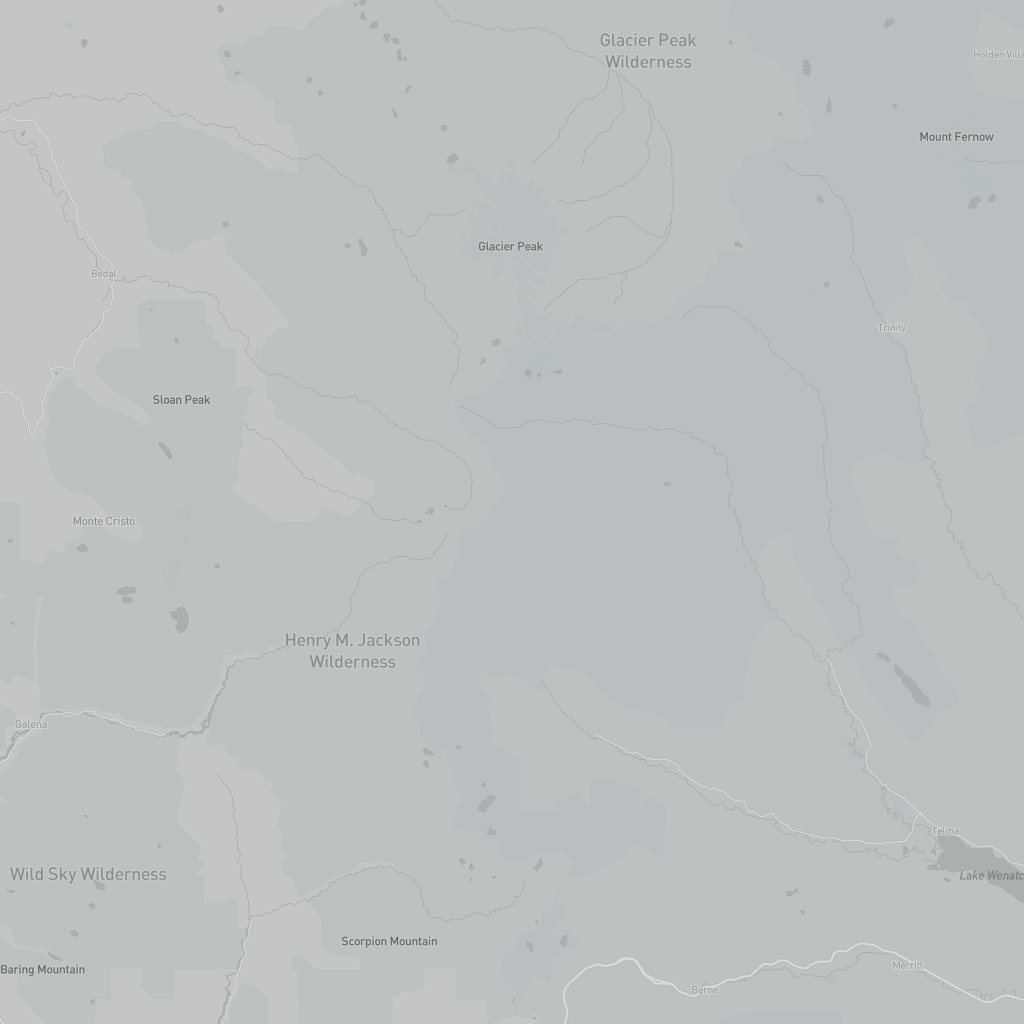 Glacier Peak
Wilderness
Holden Villa
Mount Fernow
Glacier Peak
Bedal
Trinity
Sloan Peak
Monte Cristo
Henry M. Jackson
Wilderness
Galena
Telma
Wild Sky Wilderness
Lake Wenatc
Scorpion Mountain
Baring Mountain
Merritt
Berne